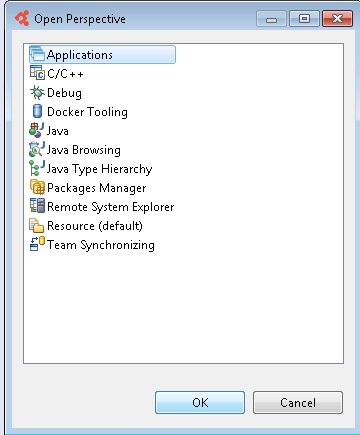 Open Perspective
Applications
C/C++
Debug
Docker Tooling
Java
Java Browsing
Java Type Hierarchy
Packages Manager
Remote System Explorer
Resource (default)
Team Synchronizing
OK
Cancel